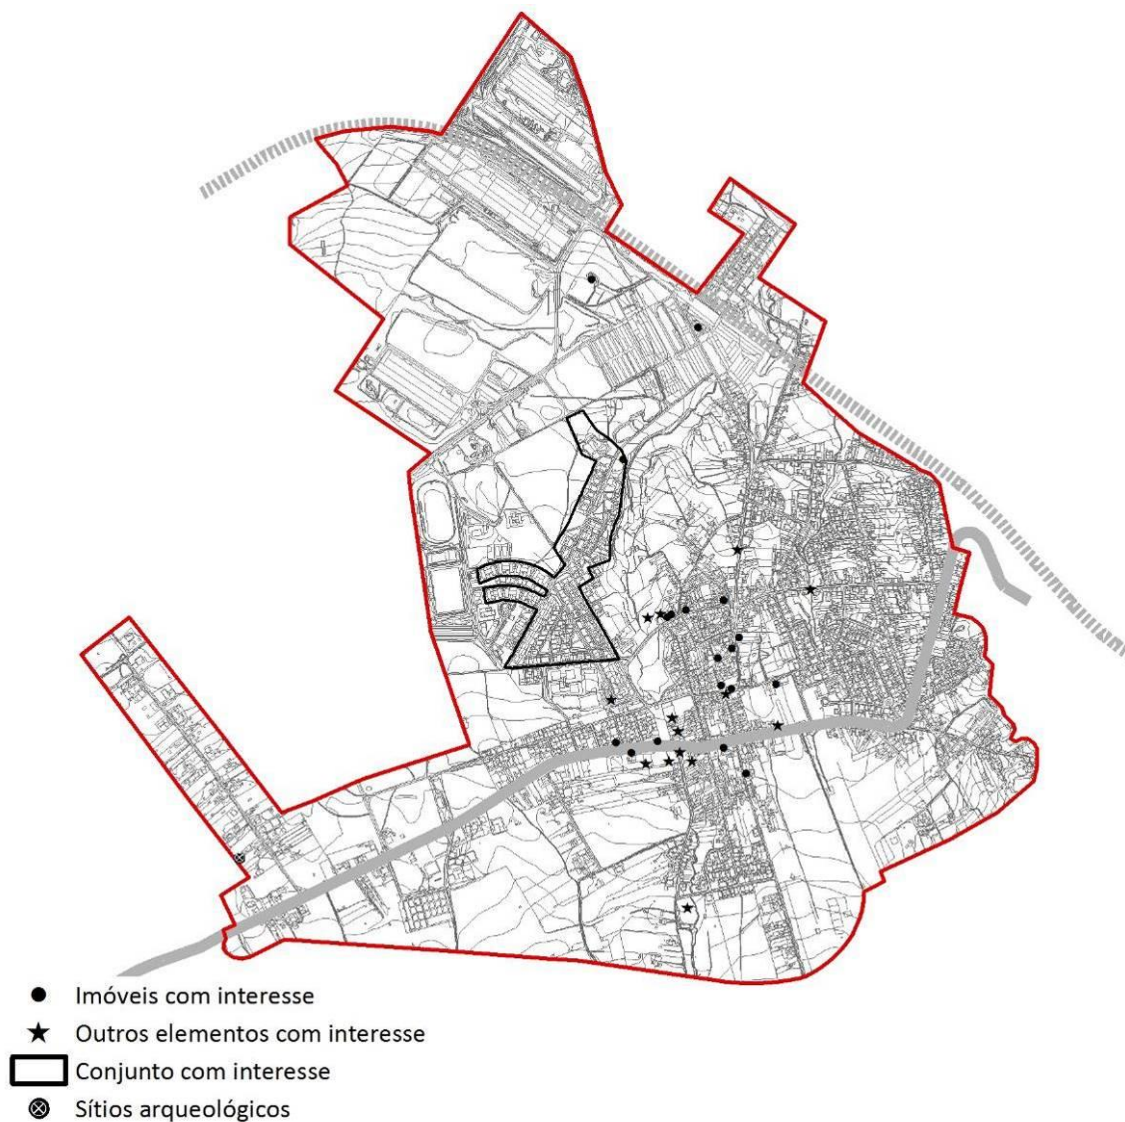 Imóveis com interesse
Outros elementos com interesse
Conjunto com interesse
Sítios arqueológicos